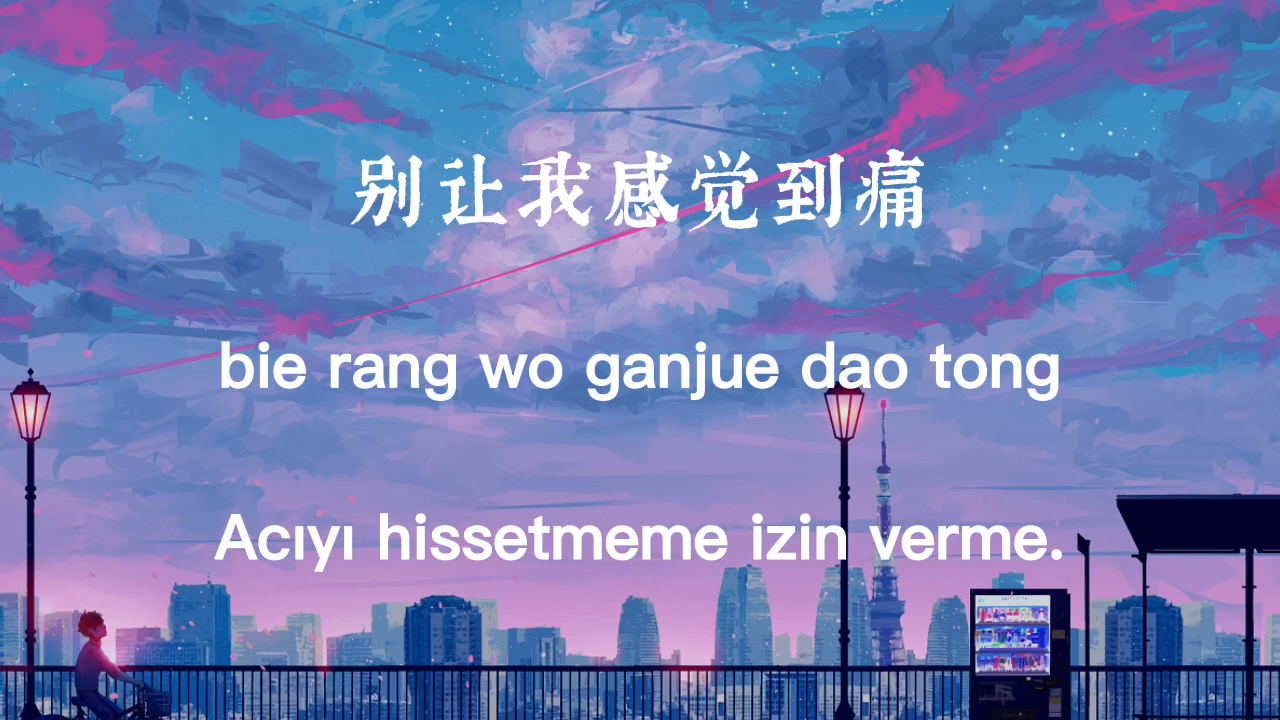 别让我感觉到痛
bie rang wo ganjue dao tong
Acıyı hissetmeme izin verme.